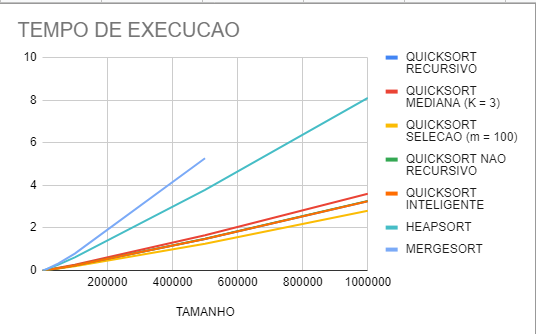 TEMPO DE EXECUCAO
10
8
6
4
2
0
200000 400000 600000 800000 1000000
TAMANHO
QUICKSORT
RECURSIVO
QUICKSORT
MEDIANA (K = 3)
QUICKSORT
SELECAO (m = 100)
QUICKSORT NAO
RECURSIVO
QUICKSORT
INTELIGENTE
HEAPSORT
MERGESORT